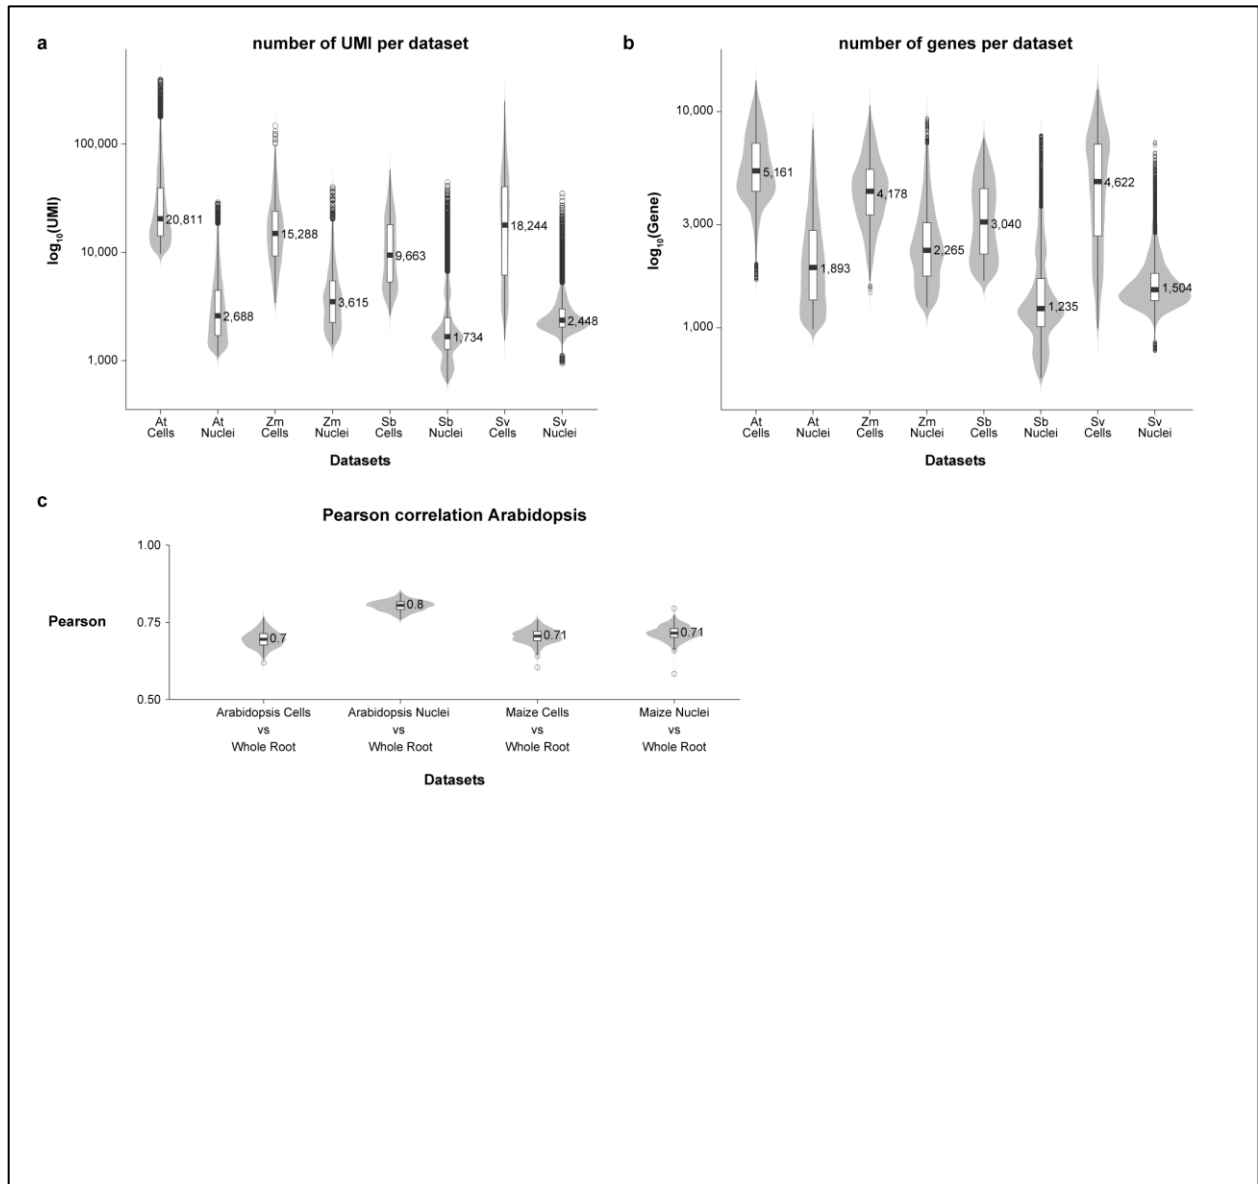 a
number of UMI per dataset
log10(UMI)
100,000
10,000
1,000
20,811
2,688
15,288
3,615
9,663
1,734
18,244
2,448
At Cells
At Nuclei
Zm Cells
Zm Nuclei
Sb Cells
Sb Nuclei
Sv Cells
Sv Nuclei
Datasets
b
number of genes per dataset
log10(Gene)
10,000
3,000
1,000
5,161
1,893
4,178
2,265
3,040
1,235
4,622
1,504
At Cells
At Nuclei
Zm Cells
Zm Nuclei
Sb Cells
Sb Nuclei
Sv Cells
Sv Nuclei
Datasets
c
Pearson correlation Arabidopsis
Pearson
1.00
0.75
0.50
0.7
0.8
0.71
0.71
Arabidopsis Cells
vs
Whole Root
Arabidopsis Nuclei
vs
Whole Root
Maize Cells
vs
Whole Root
Maize Nuclei
vs
Whole Root
Datasets